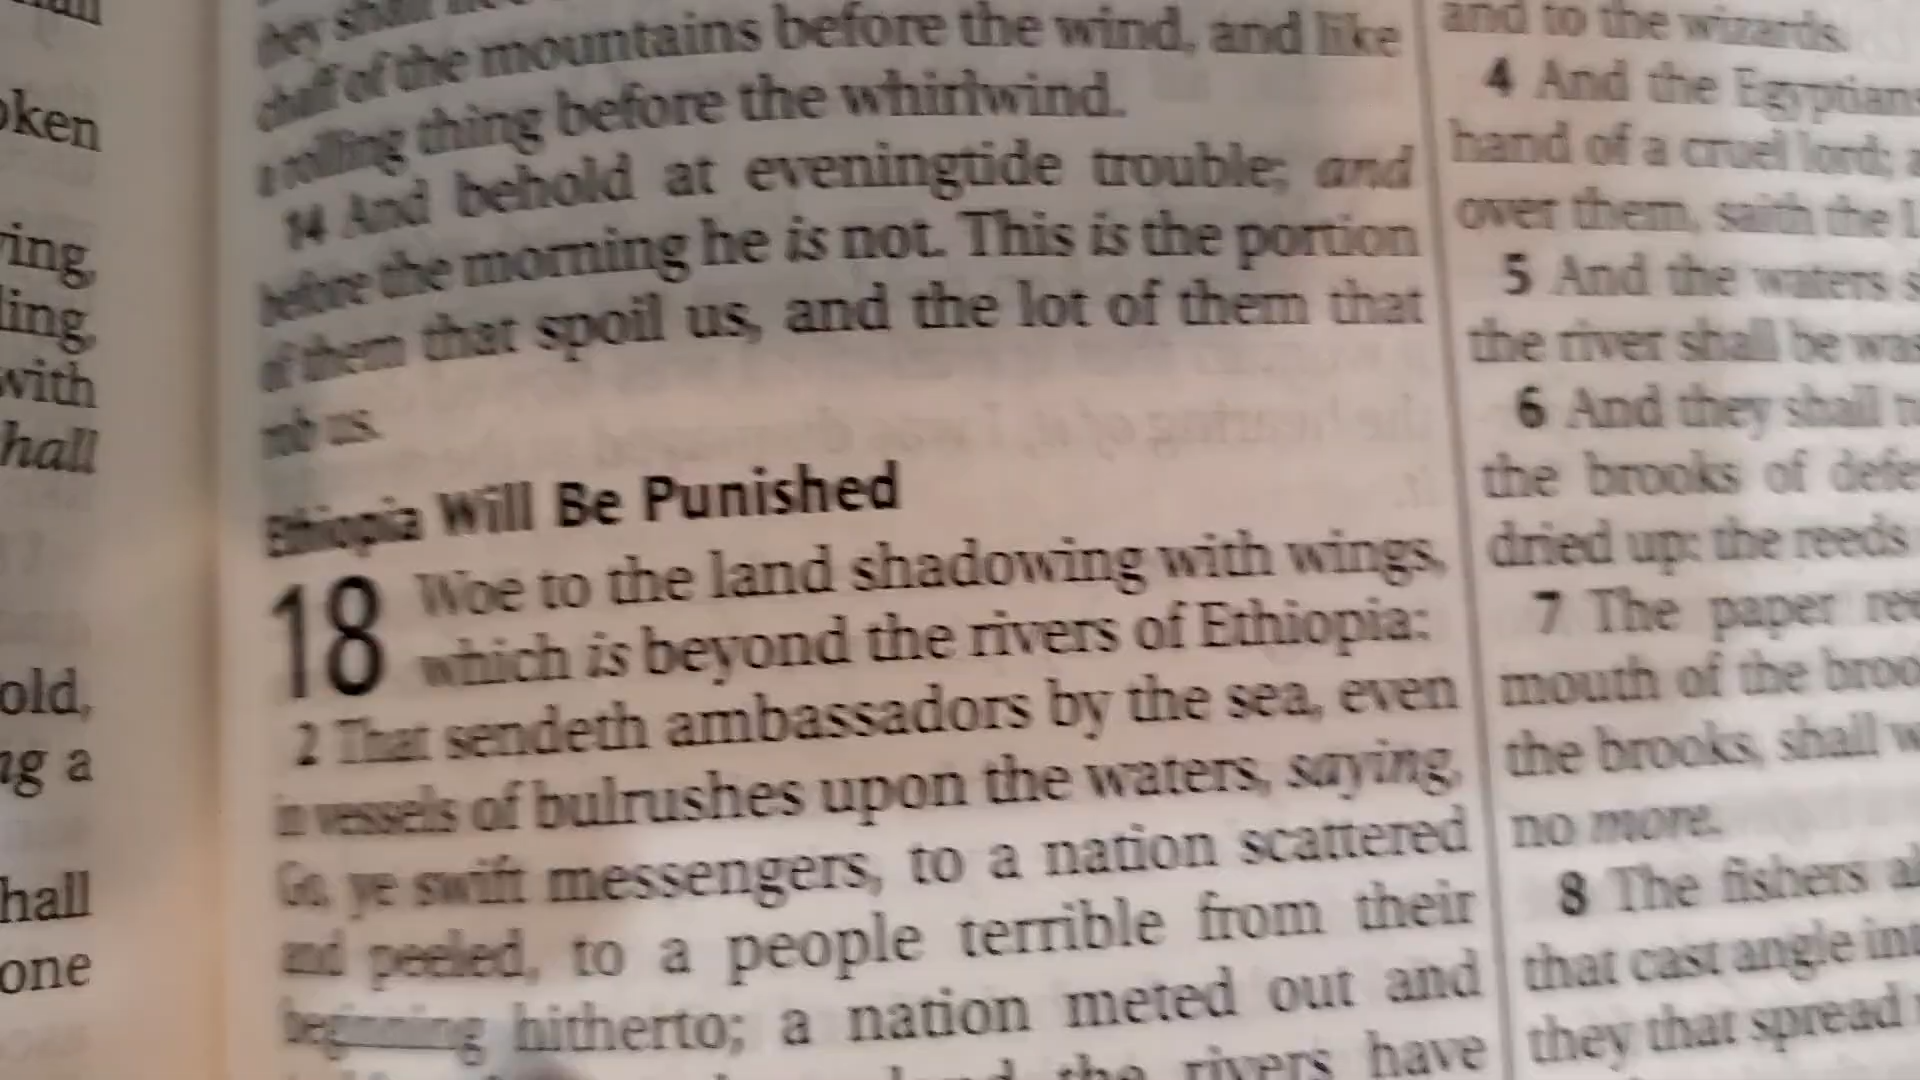 oken
ving,
ling,
with
hall
old,
ng a
hall
one
they shall
chaff of the mountains before the wind, and like
a rolling thing before the whirlwind.
14 And behold at eveningtide trouble; and
before the morning he is not. This is the portion
of them that spoil us, and the lot of them that
rob us.
Ethiopia Will Be Punished
18 Woe to the land shadowing with wings,
which is beyond the rivers of Ethiopia:
2 That sendeth ambassadors by the sea, even
in vessels of bulrushes upon the waters, saying,
Go, ye swift messengers, to a nation scattered
and peeled, to a people terrible from their
beginning hitherto; a nation meted out and
the rivers have
and to the wizards.
4 And the Egyptians
hand of a cruel lord; a
over them, saith the L
5 And the waters s
the river shall be was
6 And they shall t
the brooks of defe
dried up: the reeds
7 The paper ree
mouth of the broo
the brooks, shall w
no more.
8 The fishers al
that cast angle int
they that spread